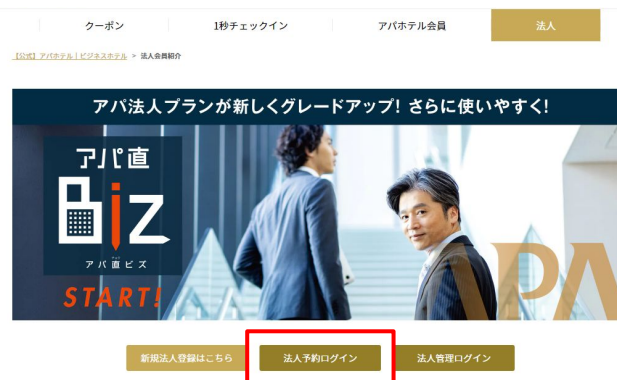 クーポン 1秒チェックイン アパホテル会員 法人
【公式】アパホテル｜ビジネスホテル > 法人会員紹介
アパ法人プランが新しくグレードアップ! さらに使いやすく!
アパ直
Biz
アパ直ビズ
START!
APA
新規法人登録はこちら 法人予約ログイン 法人管理ログイン